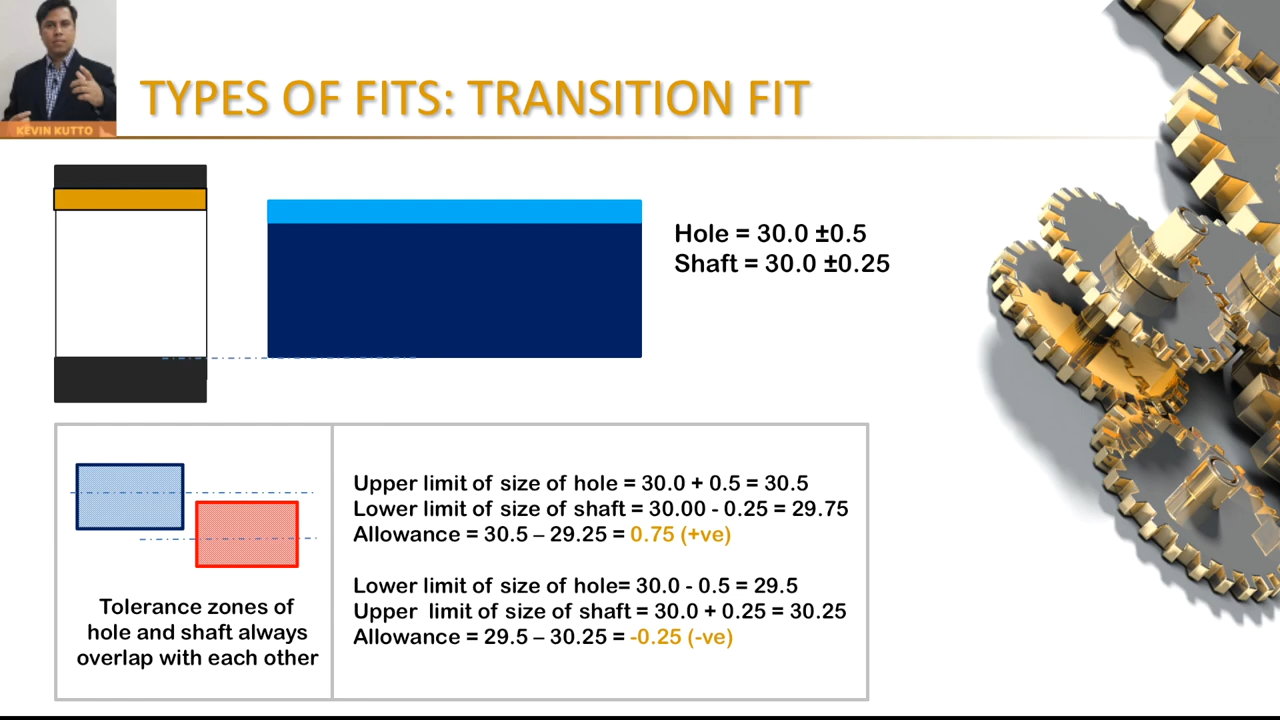 KEVIN KUTTO
TYPES OF FITS: TRANSITION FIT
Hole = 30.0 ±0.5
Shaft = 30.0 ±0.25
Upper limit of size of hole = 30.0 + 0.5 = 30.5
Lower limit of size of shaft = 30.00 - 0.25 = 29.75
Allowance = 30.5 – 29.25 = 0.75 (+ve)
Lower limit of size of hole= 30.0 - 0.5 = 29.5
Upper limit of size of shaft = 30.0 + 0.25 = 30.25
Allowance = 29.5 – 30.25 = -0.25 (-ve)
Tolerance zones of
hole and shaft always
overlap with each other